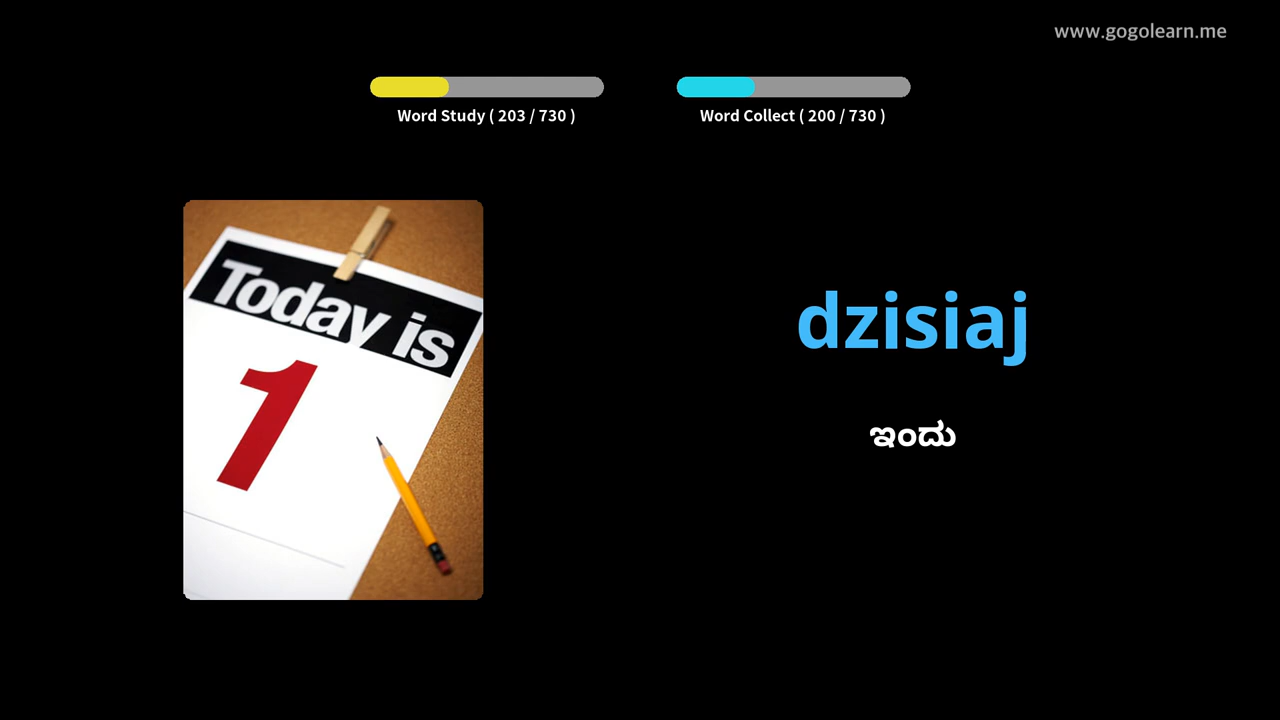 www.gogolearn.me
Word Study ( 203 / 730 )
Word Collect ( 200 / 730 )
Today is
1
dzisiaj
ಇಂದು